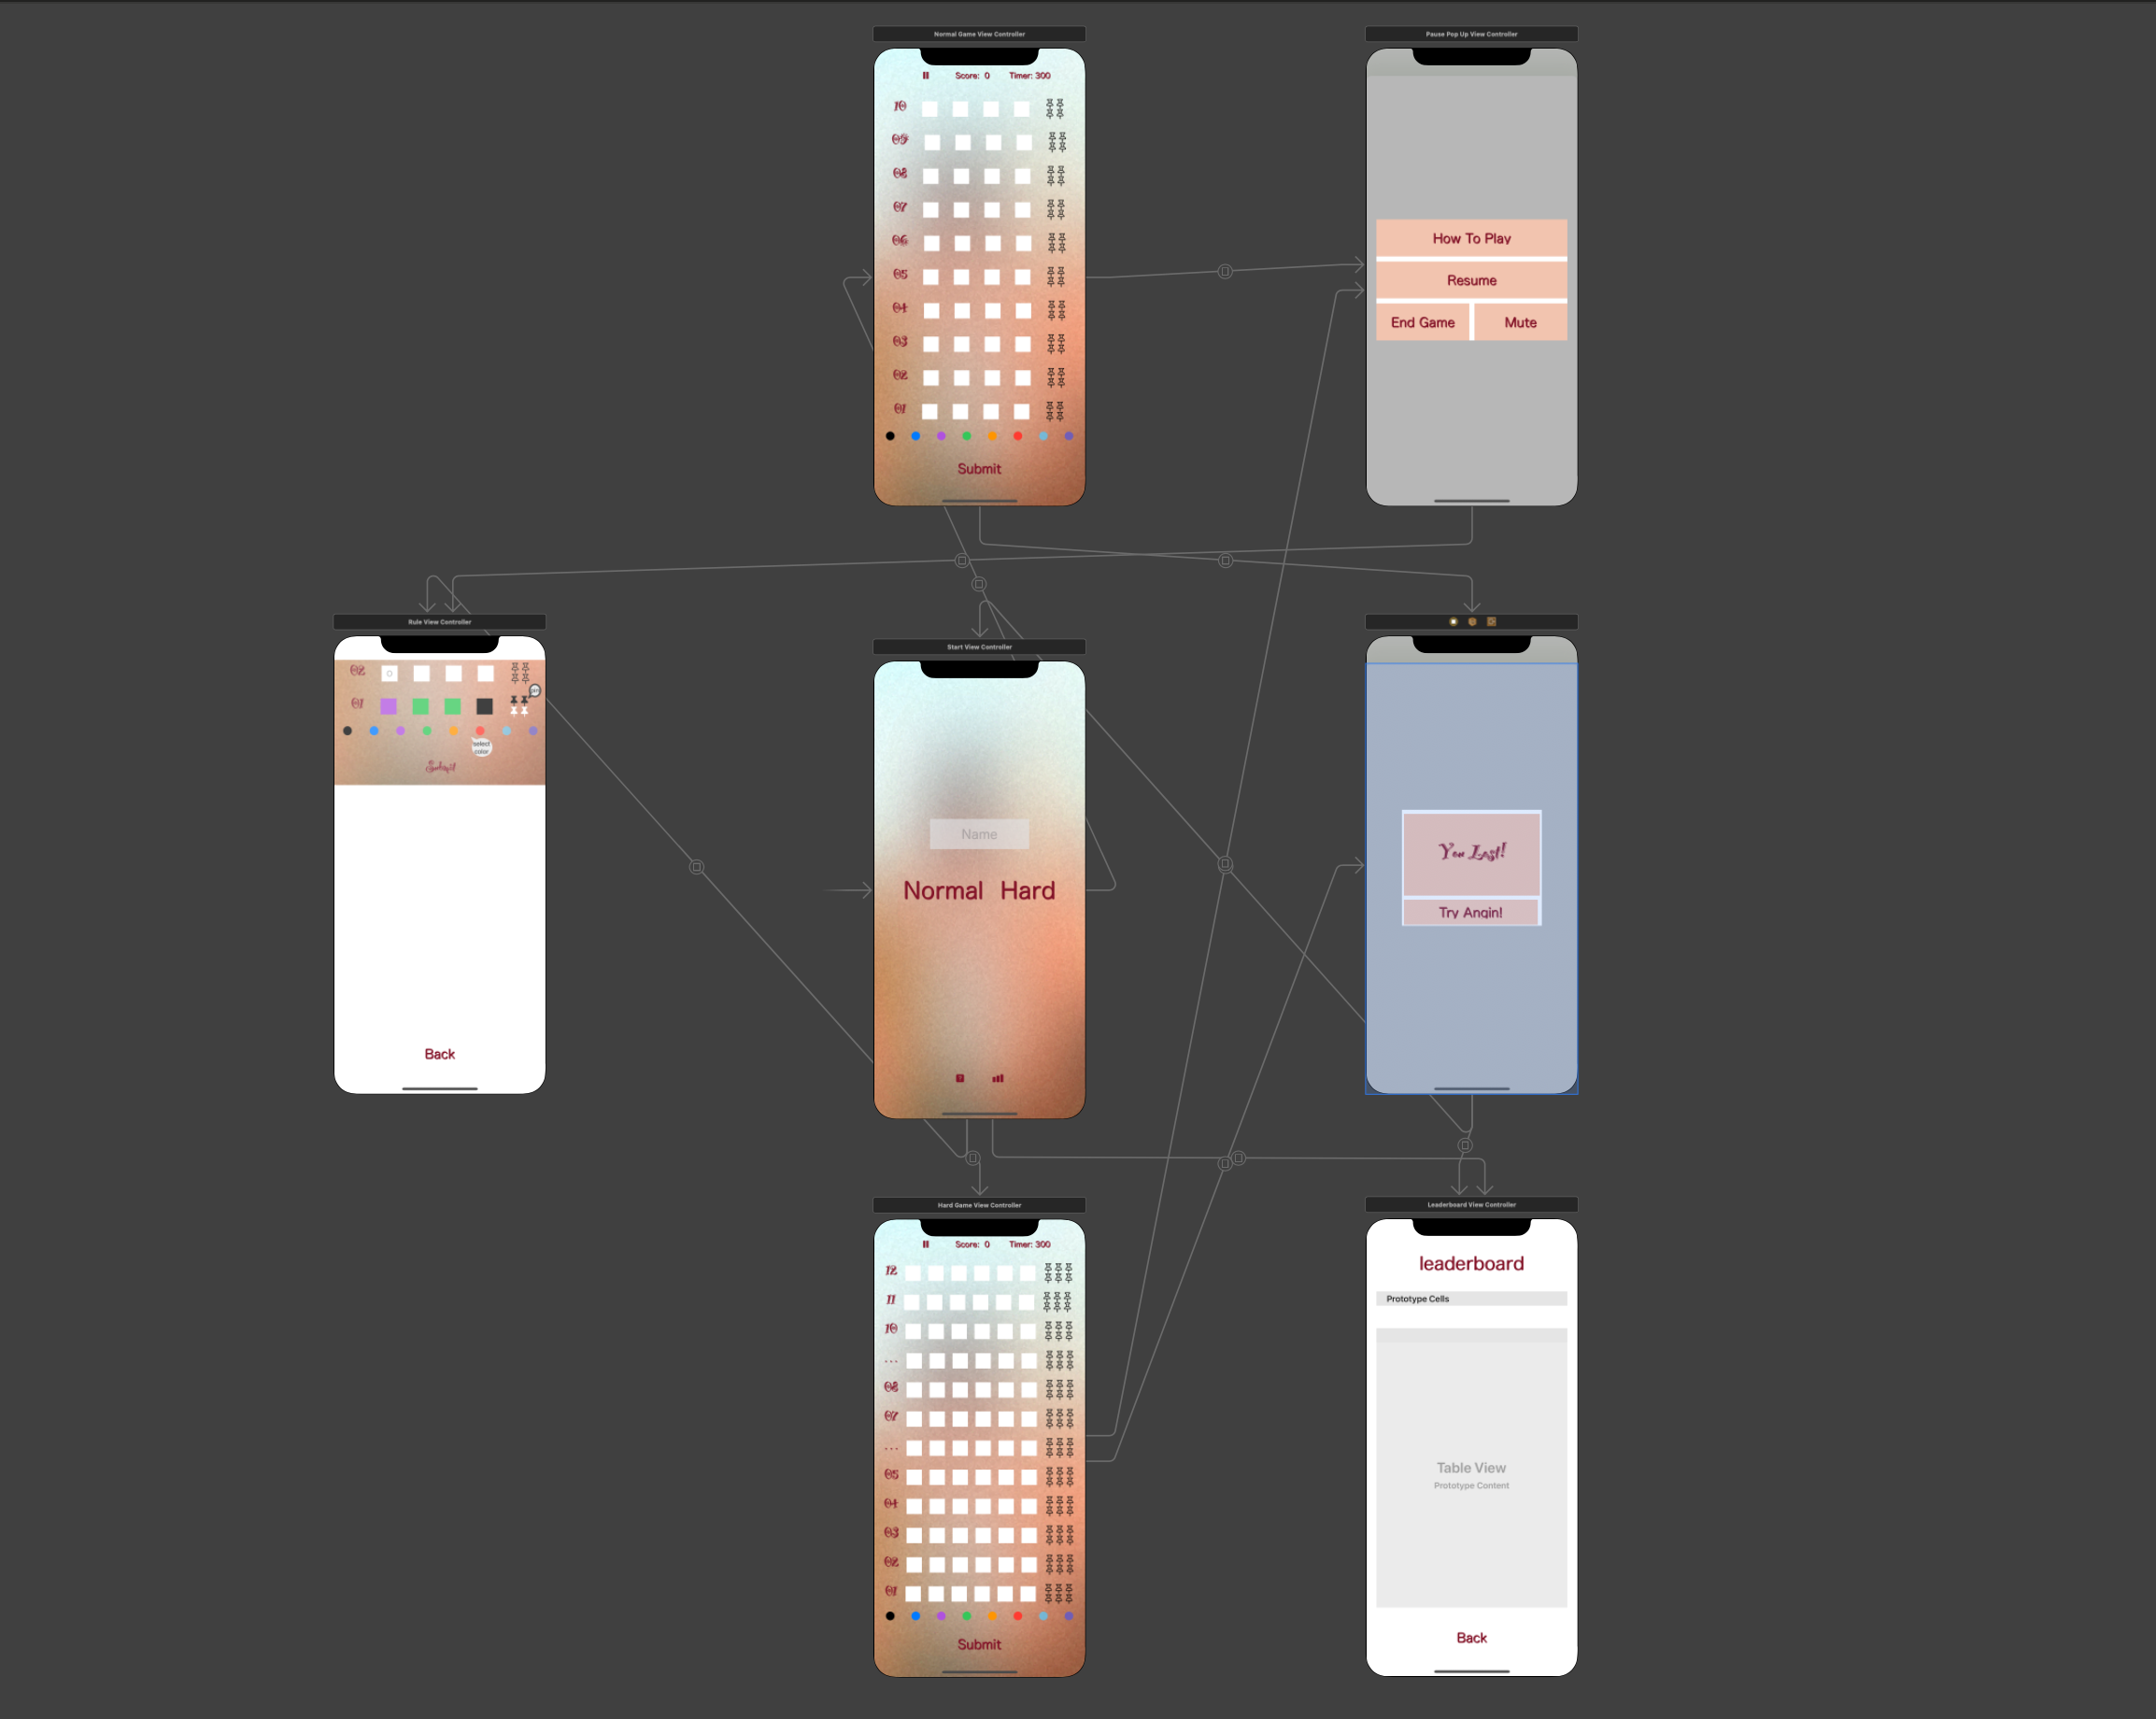 Normal Game View Controller
Score: 0 Timer: 300
10
09
08
07
06
05
04
03
02
01
Submit
Pause Pop Up View Controller
How To Play
Resume
End Game Mute
Rule View Controller
02
01
select
color
Submit
Back
Start View Controller
Name
Normal Hard
You Lost!
Try Angin!
Hard Game View Controller
Score: 0 Timer: 300
12
11
10
...
08
07
...
05
04
03
02
01
Submit
Leaderboard View Controller
leaderboard
Prototype Cells
Table View
Prototype Content
Back